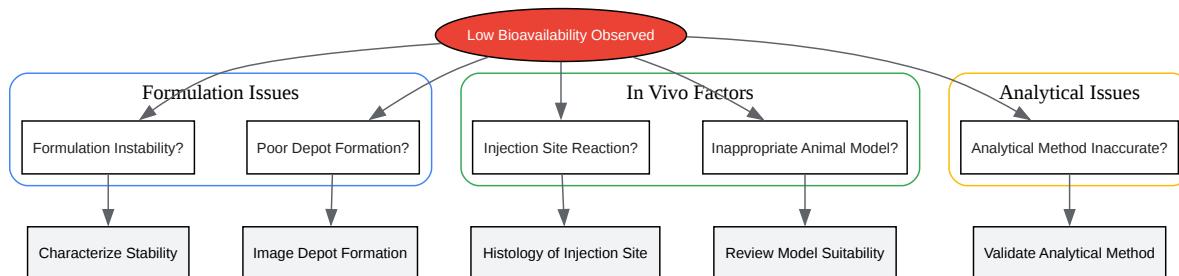 Low Bioavailability Observed
Formulation Issues
In Vivo Factors
Analytical Issues
Formulation Instability?
Poor Depot Formation?
Injection Site Reaction?
Inappropriate Animal Model?
Analytical Method Inaccurate?
Characterize Stability
Image Depot Formation
Histology of Injection Site
Review Model Suitability
Validate Analytical Method